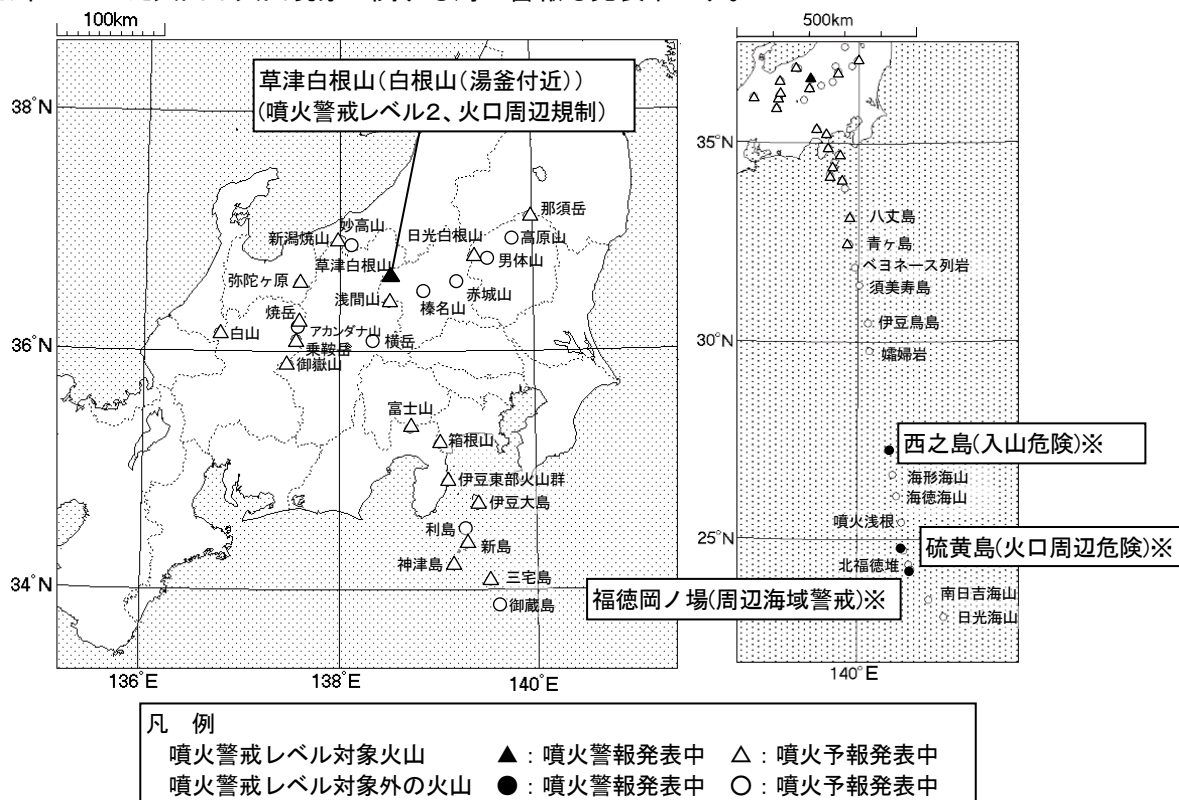 100km
500km
草津白根山(白根山(湯釜付近))
(噴火警戒レベル2、火口周辺規制)
38°N
36°N
34°N
136°E
138°E
140°E
那須岳
妙高山
新潟焼山
日光白根山
高原山
男体山
草津白根山
弥陀ヶ原
浅間山
赤城山
榛名山
焼岳
アカンダナ山
白山
横岳
乗鞍岳
御嶽山
富士山
箱根山
伊豆東部火山群
伊豆大島
利島
新島
神津島
三宅島
御蔵島
35°N
30°N
25°N
140°E
八丈島
青ヶ島
ベヨネース列岩
須美寿島
伊豆鳥島
孀婦岩
西之島(入山危険)※
海形海山
海徳海山
噴火浅根
硫黄島(火口周辺危険)※
北福徳堆
福徳岡ノ場(周辺海域警戒)※
南日吉海山
日光海山
凡 例
噴火警戒レベル対象火山 ▲:噴火警報発表中 △:噴火予報発表中
噴火警戒レベル対象外の火山 ●:噴火警報発表中 ○:噴火予報発表中